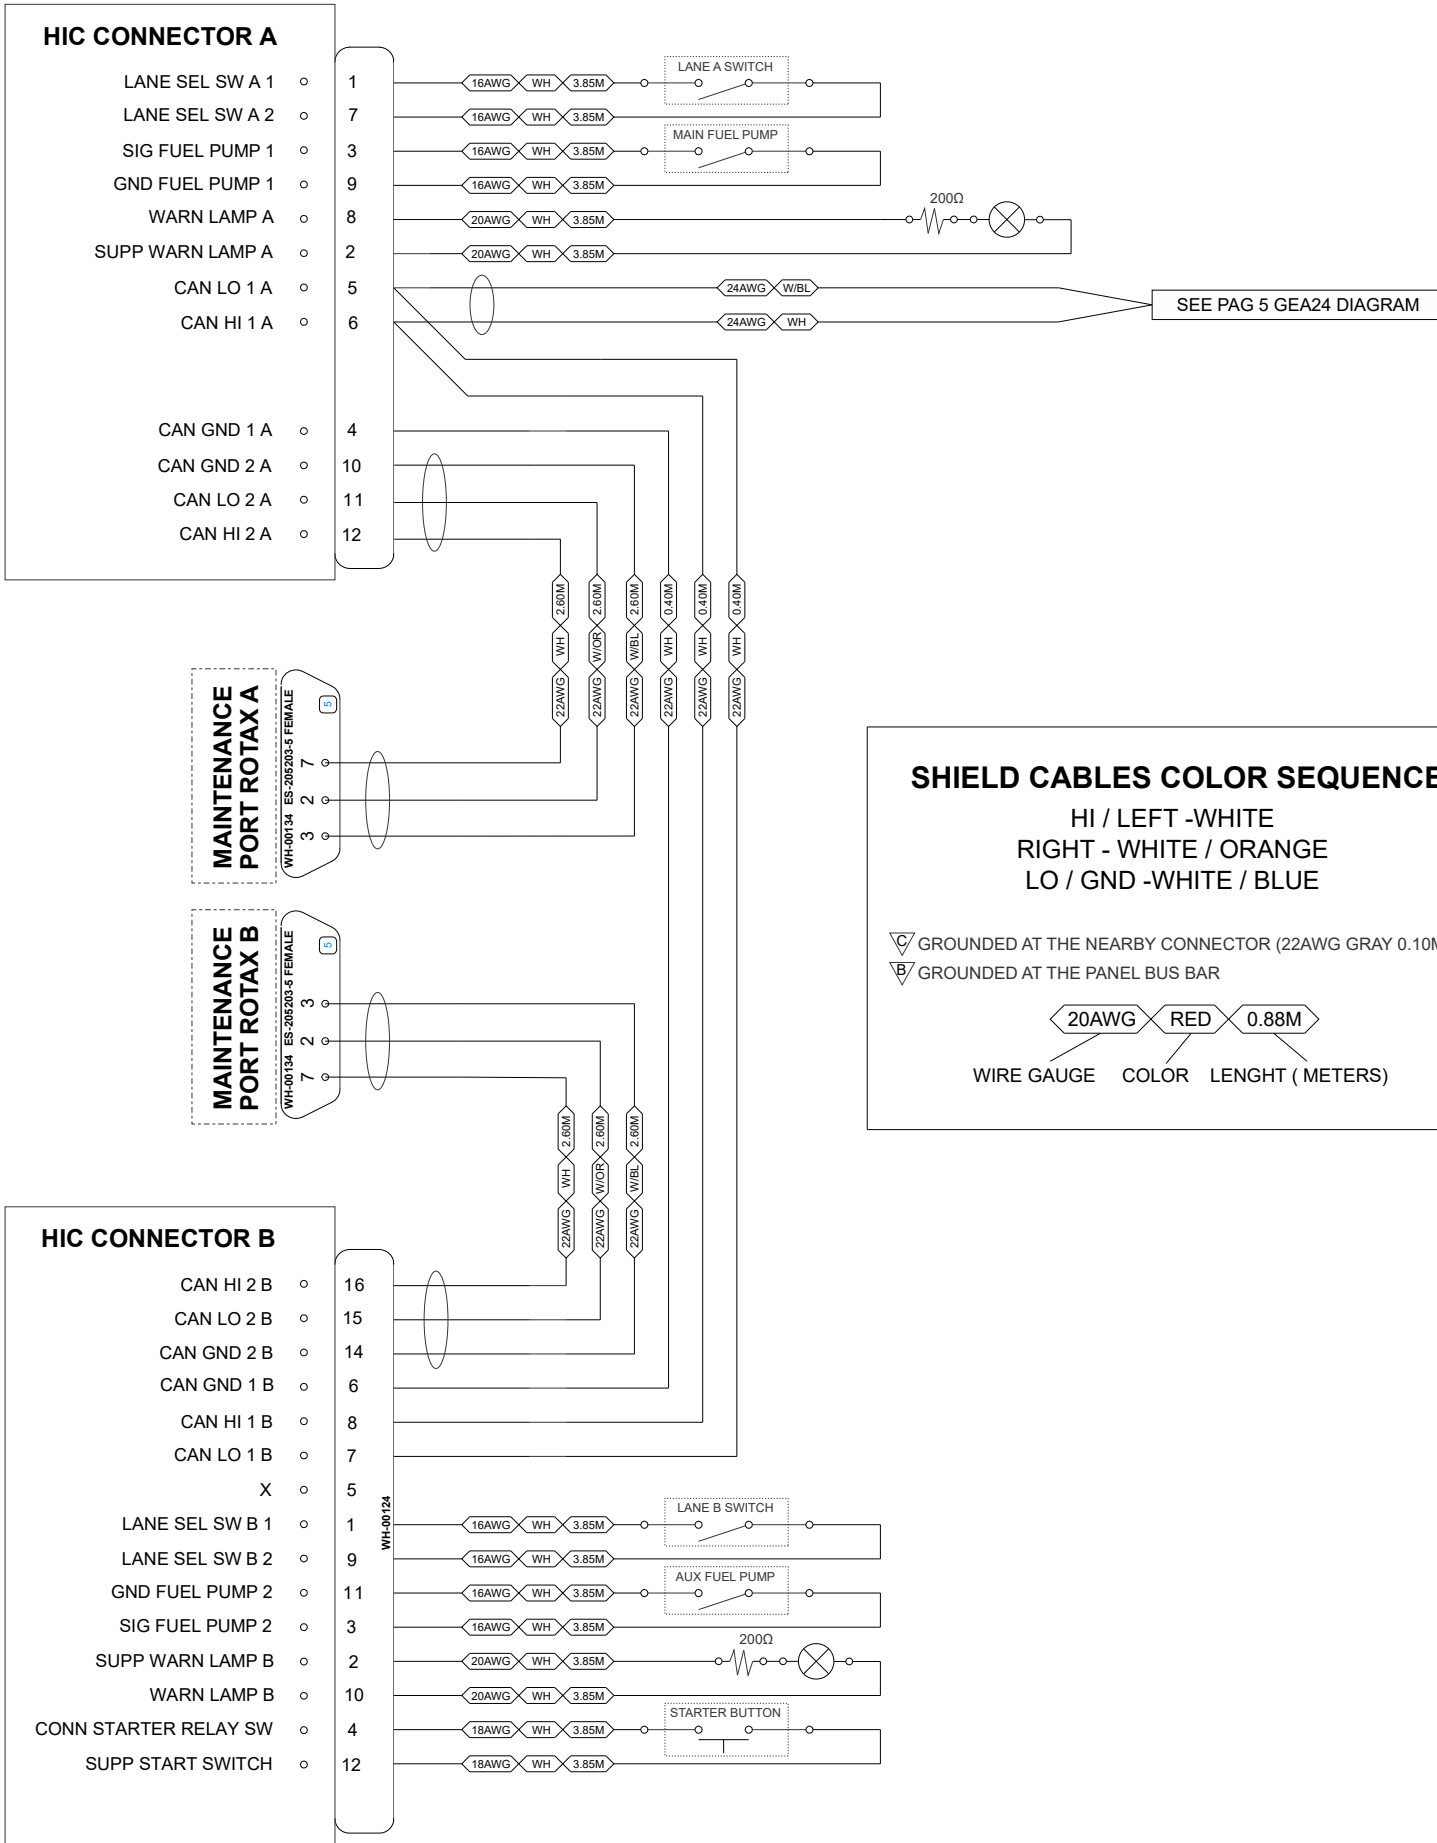 HIC CONNECTOR A
LANE SEL SW A 1 1 16AWG WH 3.85M LANE A SWITCH
LANE SEL SW A 2 7 16AWG WH 3.85M
SIG FUEL PUMP 1 3 16AWG WH 3.85M MAIN FUEL PUMP
GND FUEL PUMP 1 9 16AWG WH 3.85M
WARN LAMP A 8 20AWG WH 3.85M 200Ω
SUPP WARN LAMP A 2 20AWG WH 3.85M
CAN LO 1 A 5 24AWG W/BL
SEE PAG 5 GEA24 DIAGRAM
CAN HI 1 A 6 24AWG WH
CAN GND 1 A 4
CAN GND 2 A 10
CAN LO 2 A 11
CAN HI 2 A 12
22AWG WH 2.60M
22AWG W/OR 2.60M
22AWG W/BL 2.60M
22AWG WH 0.40M
22AWG WH 0.40M
22AWG WH 0.40M
MAINTENANCE
PORT ROTAX A
WH-00134 ES-205203-5 FEMALE
5
7
2
3
MAINTENANCE
PORT ROTAX B
WH-00134 ES-205203-5 FEMALE
5
3
2
7
22AWG WH 2.60M
22AWG W/OR 2.60M
22AWG W/BL 2.60M
SHIELD CABLES COLOR SEQUENCE
HI / LEFT -WHITE
RIGHT - WHITE / ORANGE
LO / GND -WHITE / BLUE
C GROUNDED AT THE NEARBY CONNECTOR (22AWG GRAY 0.10M
B GROUNDED AT THE PANEL BUS BAR
20AWG RED 0.88M
WIRE GAUGE COLOR LENGHT ( METERS)
HIC CONNECTOR B
CAN HI 2 B 16
CAN LO 2 B 15
CAN GND 2 B 14
CAN GND 1 B 6
CAN HI 1 B 8
CAN LO 1 B 7
X 5
WH-00124
LANE SEL SW B 1 1 16AWG WH 3.85M LANE B SWITCH
LANE SEL SW B 2 9 16AWG WH 3.85M
GND FUEL PUMP 2 11 16AWG WH 3.85M AUX FUEL PUMP
SIG FUEL PUMP 2 3 16AWG WH 3.85M
SUPP WARN LAMP B 2 20AWG WH 3.85M 200Ω
WARN LAMP B 10 20AWG WH 3.85M
CONN STARTER RELAY SW 4 18AWG WH 3.85M STARTER BUTTON
SUPP START SWITCH 12 18AWG WH 3.85M